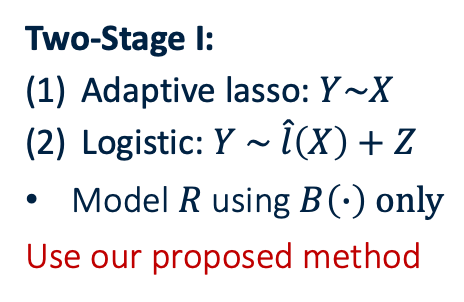 Two-Stage I:
(1) Adaptive lasso: Y~X
(2) Logistic: Y ~ l̂(X) + Z
• Model R using B(·) only
Use our proposed method